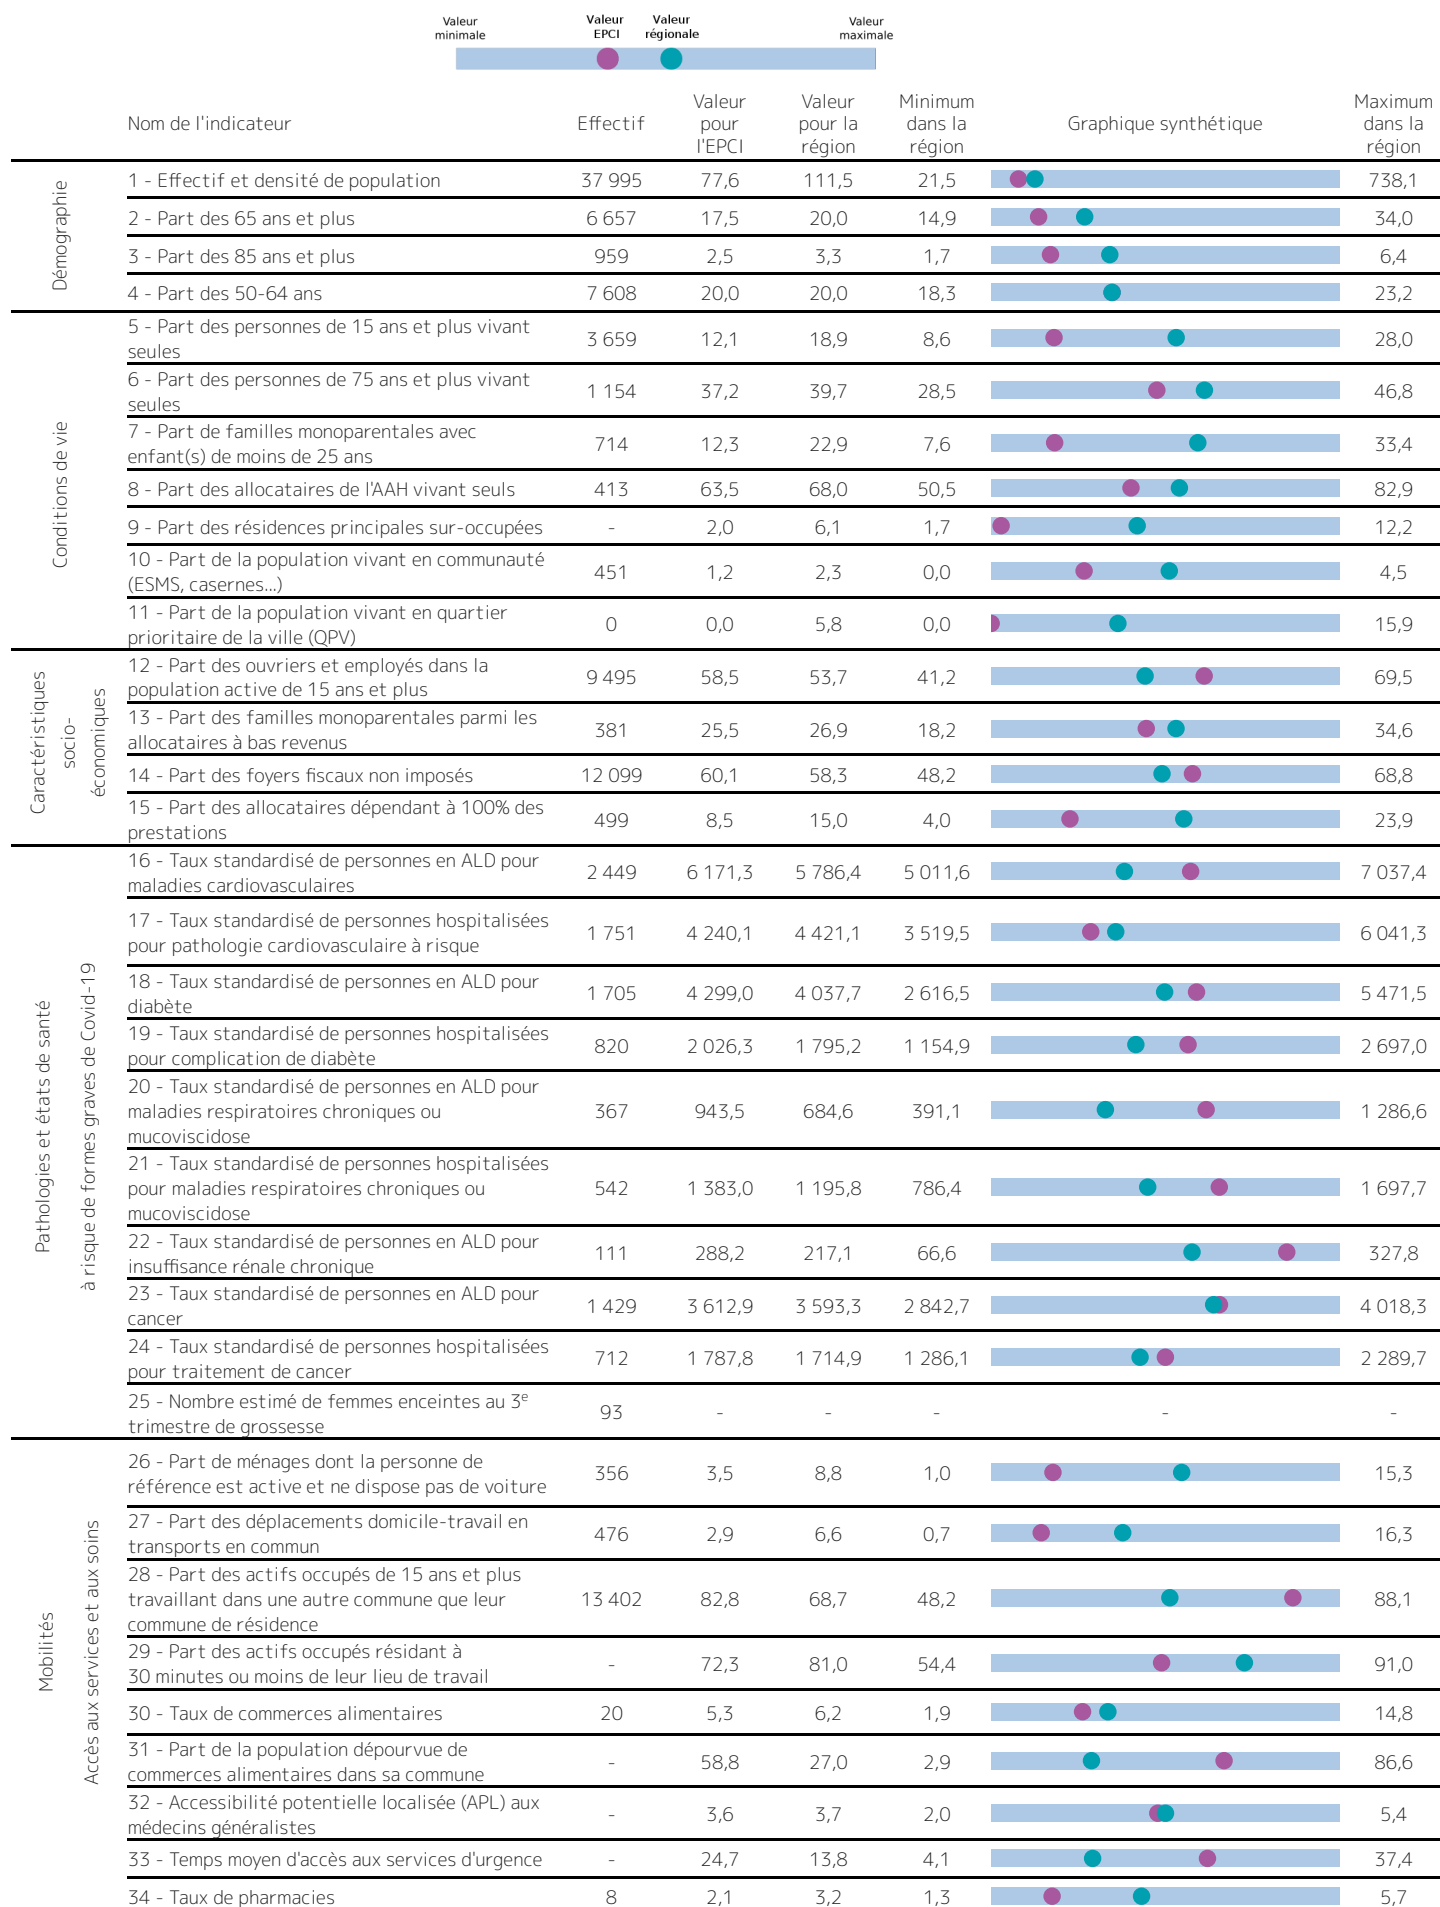 Valeur minimale
Valeur EPCI
Valeur régionale
Valeur maximale
Nom de l'indicateur
Effectif
Valeur pour l'EPCI
Valeur pour la région
Minimum dans la région
Graphique synthétique
Maximum dans la région
Démographie
1 - Effectif et densité de population 37 995 77,6 111,5 21,5 738,1
2 - Part des 65 ans et plus 6 657 17,5 20,0 14,9 34,0
3 - Part des 85 ans et plus 959 2,5 3,3 1,7 6,4
4 - Part des 50-64 ans 7 608 20,0 20,0 18,3 23,2
Conditions de vie
5 - Part des personnes de 15 ans et plus vivant
seules 3 659 12,1 18,9 8,6 28,0
6 - Part des personnes de 75 ans et plus vivant
seules 1 154 37,2 39,7 28,5 46,8
7 - Part de familles monoparentales avec
enfant(s) de moins de 25 ans 714 12,3 22,9 7,6 33,4
8 - Part des allocataires de l'AAH vivant seuls 413 63,5 68,0 50,5 82,9
9 - Part des résidences principales sur-occupées - 2,0 6,1 1,7 12,2
10 - Part de la population vivant en communauté
(ESMS, casernes...) 451 1,2 2,3 0,0 4,5
11 - Part de la population vivant en quartier
prioritaire de la ville (QPV) 0 0,0 5,8 0,0 15,9
Caractéristiques
socio-
économiques
12 - Part des ouvriers et employés dans la
population active de 15 ans et plus 9 495 58,5 53,7 41,2 69,5
13 - Part des familles monoparentales parmi les
allocataires à bas revenus 381 25,5 26,9 18,2 34,6
14 - Part des foyers fiscaux non imposés 12 099 60,1 58,3 48,2 68,8
15 - Part des allocataires dépendant à 100% des
prestations 499 8,5 15,0 4,0 23,9
Pathologies et états de santé
à risque de formes graves de Covid-19
16 - Taux standardisé de personnes en ALD pour
maladies cardiovasculaires 2 449 6 171,3 5 786,4 5 011,6 7 037,4
17 - Taux standardisé de personnes hospitalisées
pour pathologie cardiovasculaire à risque 1 751 4 240,1 4 421,1 3 519,5 6 041,3
18 - Taux standardisé de personnes en ALD pour
diabète 1 705 4 299,0 4 037,7 2 616,5 5 471,5
19 - Taux standardisé de personnes hospitalisées
pour complication de diabète 820 2 026,3 1 795,2 1 154,9 2 697,0
20 - Taux standardisé de personnes en ALD pour
maladies respiratoires chroniques ou
mucoviscidose 367 943,5 684,6 391,1 1 286,6
21 - Taux standardisé de personnes hospitalisées
pour maladies respiratoires chroniques ou
mucoviscidose 542 1 383,0 1 195,8 786,4 1 697,7
22 - Taux standardisé de personnes en ALD pour
insuffisance rénale chronique 111 288,2 217,1 66,6 327,8
23 - Taux standardisé de personnes en ALD pour
cancer 1 429 3 612,9 3 593,3 2 842,7 4 018,3
24 - Taux standardisé de personnes hospitalisées
pour traitement de cancer 712 1 787,8 1 714,9 1 286,1 2 289,7
25 - Nombre estimé de femmes enceintes au 3e
trimestre de grossesse 93 - - - - -
Mobilités
Accès aux services et aux soins
26 - Part de ménages dont la personne de
référence est active et ne dispose pas de voiture 356 3,5 8,8 1,0 15,3
27 - Part des déplacements domicile-travail en
transports en commun 476 2,9 6,6 0,7 16,3
28 - Part des actifs occupés de 15 ans et plus
travaillant dans une autre commune que leur
commune de résidence 13 402 82,8 68,7 48,2 88,1
29 - Part des actifs occupés résidant à
30 minutes ou moins de leur lieu de travail - 72,3 81,0 54,4 91,0
30 - Taux de commerces alimentaires 20 5,3 6,2 1,9 14,8
31 - Part de la population dépourvue de
commerces alimentaires dans sa commune - 58,8 27,0 2,9 86,6
32 - Accessibilité potentielle localisée (APL) aux
médecins généralistes - 3,6 3,7 2,0 5,4
33 - Temps moyen d'accès aux services d'urgence - 24,7 13,8 4,1 37,4
34 - Taux de pharmacies 8 2,1 3,2 1,3 5,7